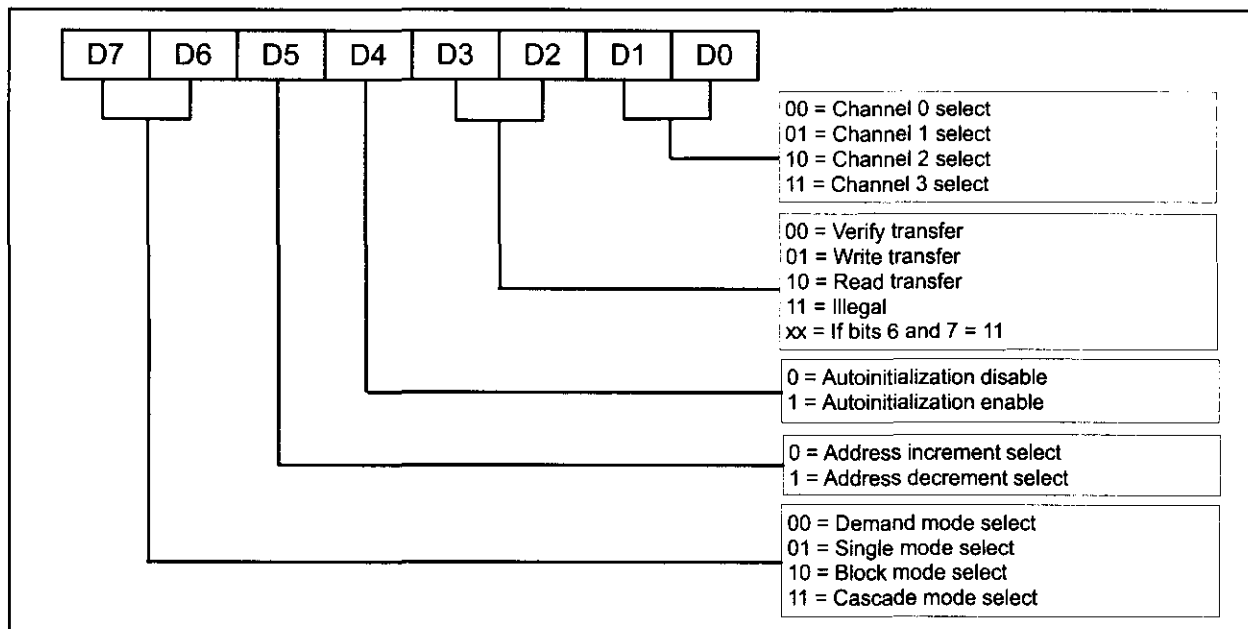 D7 D6 D5 D4 D3 D2 D1 D0
00 = Channel 0 select
01 = Channel 1 select
10 = Channel 2 select
11 = Channel 3 select
00 = Verify transfer
01 = Write transfer
10 = Read transfer
11 = Illegal
xx = If bits 6 and 7 = 11
0 = Autoinitialization disable
1 = Autoinitialization enable
0 = Address increment select
1 = Address decrement select
00 = Demand mode select
01 = Single mode select
10 = Block mode select
11 = Cascade mode select